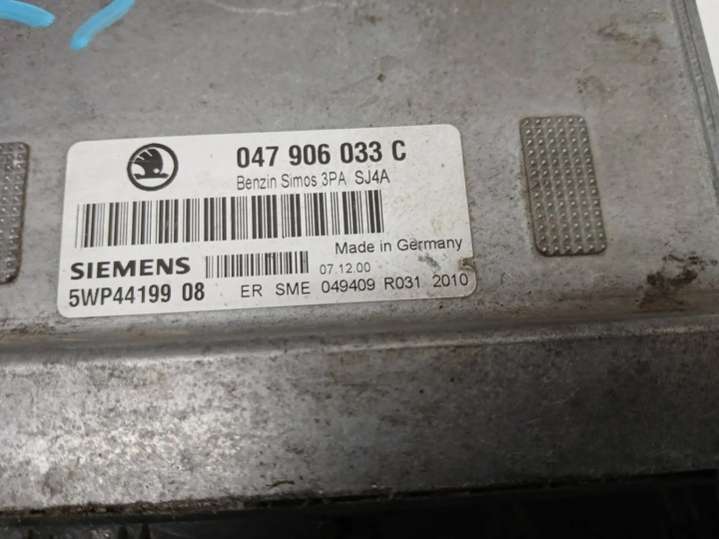 047 906 033 C
Benzin Simos 3PA SJ4A
Made in Germany
SIEMENS 07.12.00
5WP44199 08 ER SME 049409 R031 2010